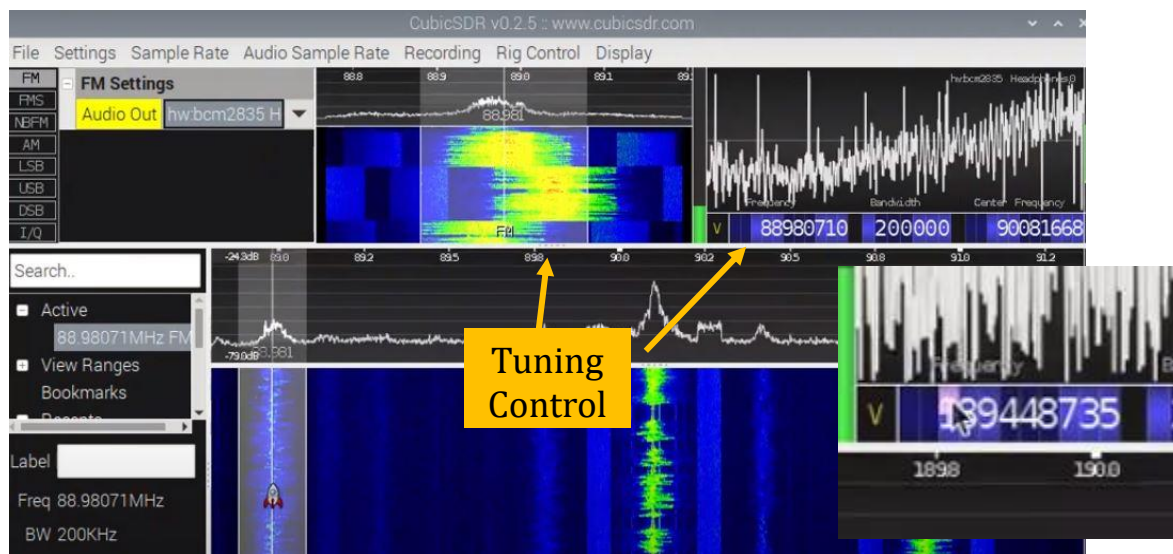 CubicSDR v0.2.5 :: www.cubicsdr.com
File Settings Sample Rate Audio Sample Rate Recording Rig Control Display
FM
FMS
NBFM
AM
LSB
USB
DSB
I/Q
FM Settings
Audio Out hw:bcm2835 H
88.8 88.9 89.0 89.1 89.
88.981
FM
hw:bcm2835 Headphones,0
Frequency Bandwidth Center Frequency
V 88980710 200000 90081668
Search..
Active
88.98071MHz FM
View Ranges
Bookmarks
Recents
Label
Freq 88.98071MHz
BW 200KHz
-24.3dB 89.0 89.2 89.5 89.8 90.0 90.2 90.5 90.8 91.0 91.2
-79.0dB 88.981
Tuning
Control
Frequency B
V 189448735
189.8 190.0